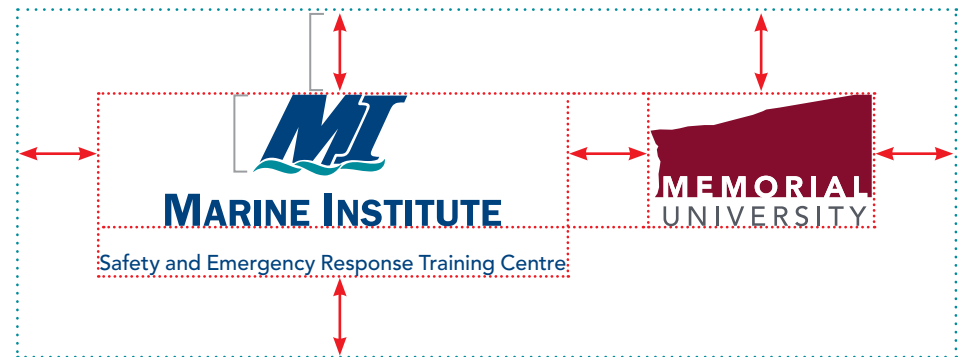 MI
MARINE INSTITUTE
Safety and Emergency Response Training Centre
MEMORIAL
UNIVERSITY